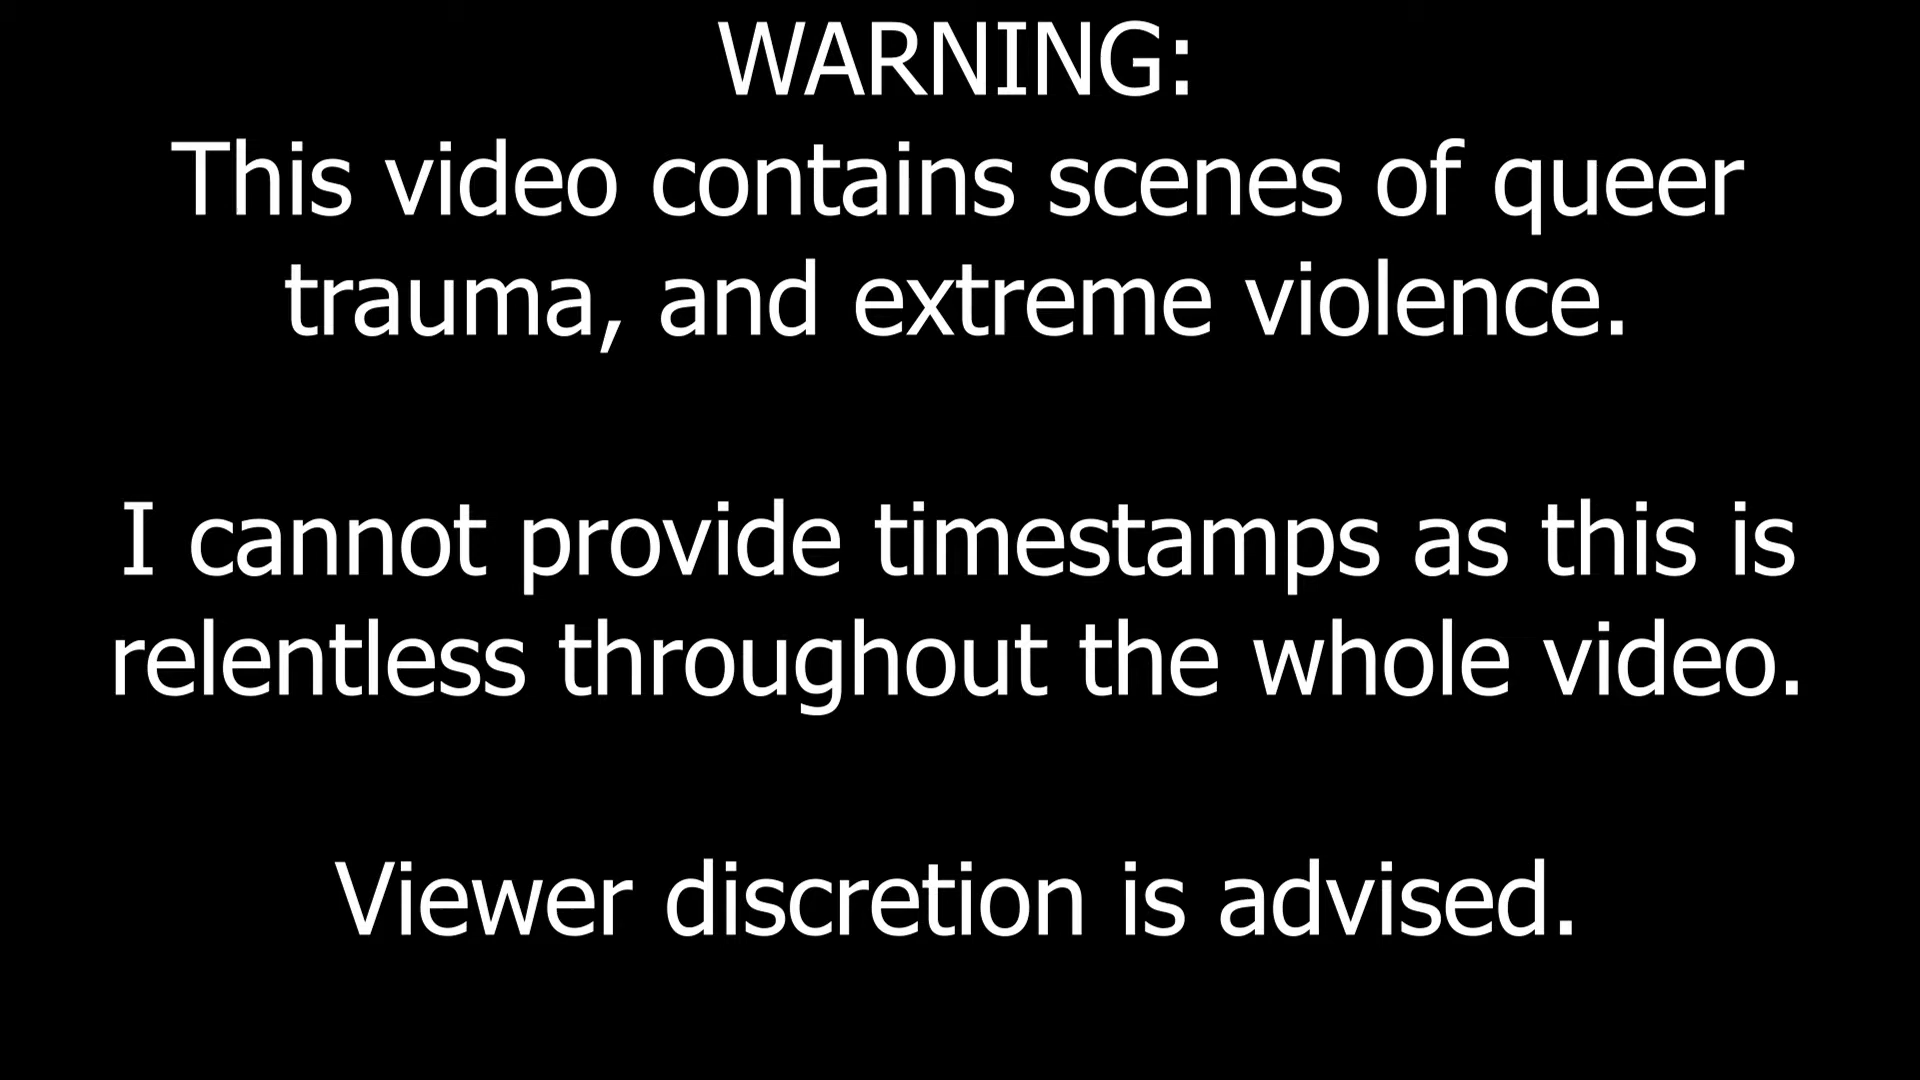 WARNING:
This video contains scenes of queer
trauma, and extreme violence.
I cannot provide timestamps as this is
relentless throughout the whole video.
Viewer discretion is advised.